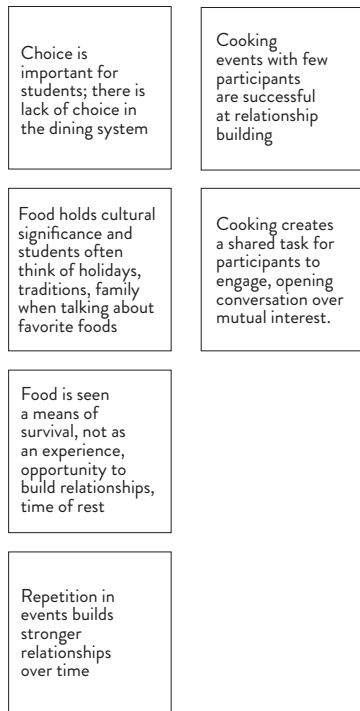 Choice is
important for
students; there is
lack of choice in
the dining system
Cooking
events with few
participants
are successful
at relationship
building
Food holds cultural
significance and
students often
think of holidays,
traditions, family
when talking about
favorite foods
Cooking creates
a shared task for
participants to
engage, opening
conversation over
mutual interest.
Food is seen
a means of
survival, not as
an experience,
opportunity to
build relationships,
time of rest
Repetition in
events builds
stronger
relationships
over time